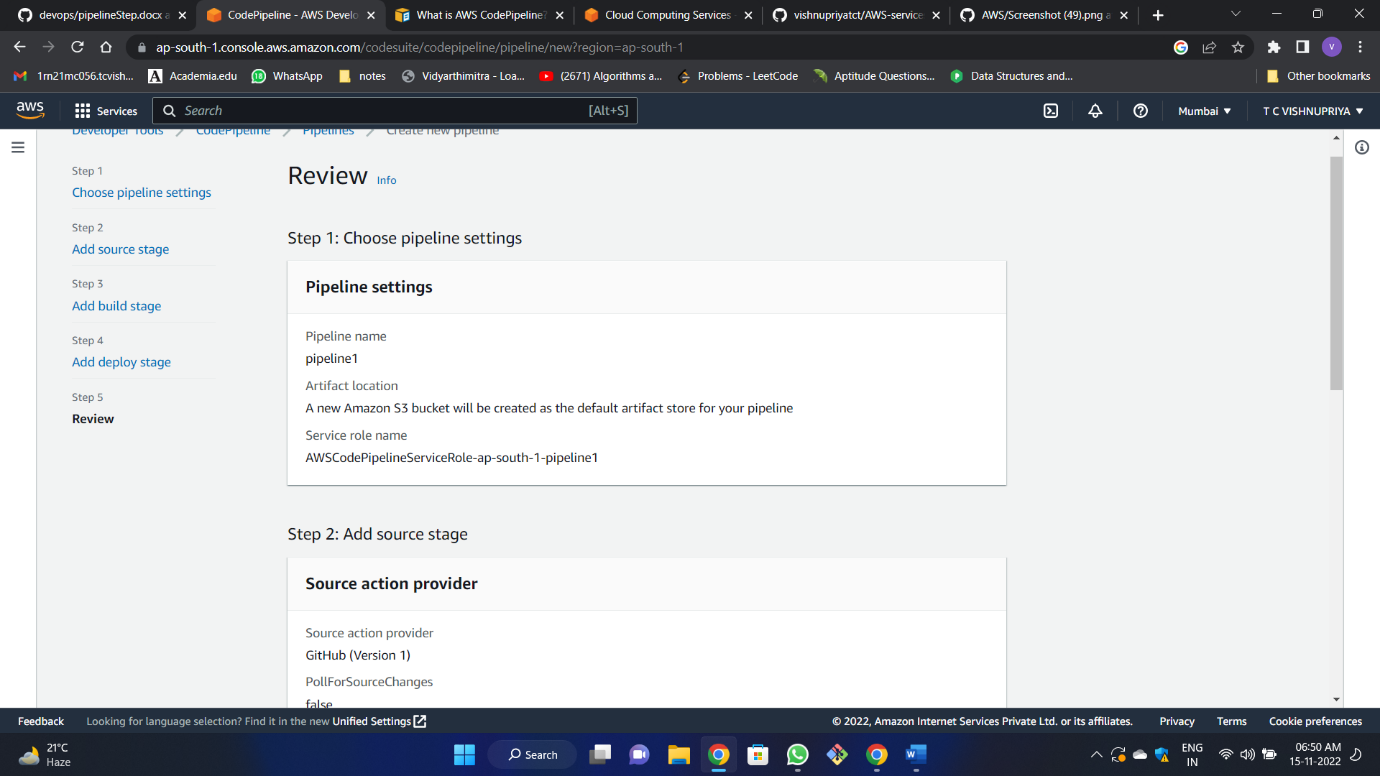 devops/pipelineStep.docx a
CodePipeline - AWS Develo
What is AWS CodePipeline?
Cloud Computing Services
vishnupriyatct/AWS-service
AWS/Screenshot (49).png a
ap-south-1.console.aws.amazon.com/codesuite/codepipeline/pipeline/new?region=ap-south-1
V
1rn21mc056.tcvish...
Academia.edu
WhatsApp
notes
Vidyarthimitra - Loa...
(2671) Algorithms a...
Problems - LeetCode
Aptitude Questions...
Data Structures and...
Other bookmarks
aws
Services
Search
[Alt+S]
Mumbai
T C VISHNUPRIYA
Developer Tools
CodePipeline
Pipelines
Create new pipeline
Step 1
Choose pipeline settings
Step 2
Add source stage
Step 3
Add build stage
Step 4
Add deploy stage
Step 5
Review
Review Info
Step 1: Choose pipeline settings
Pipeline settings
Pipeline name
pipeline1
Artifact location
A new Amazon S3 bucket will be created as the default artifact store for your pipeline
Service role name
AWSCodePipelineServiceRole-ap-south-1-pipeline1
Step 2: Add source stage
Source action provider
Source action provider
GitHub (Version 1)
PollForSourceChanges
false
Feedback
Looking for language selection? Find it in the new Unified Settings
© 2022, Amazon Internet Services Private Ltd. or its affiliates.
Privacy
Terms
Cookie preferences
21°C
Haze
Search
ENG
IN
06:50 AM
15-11-2022